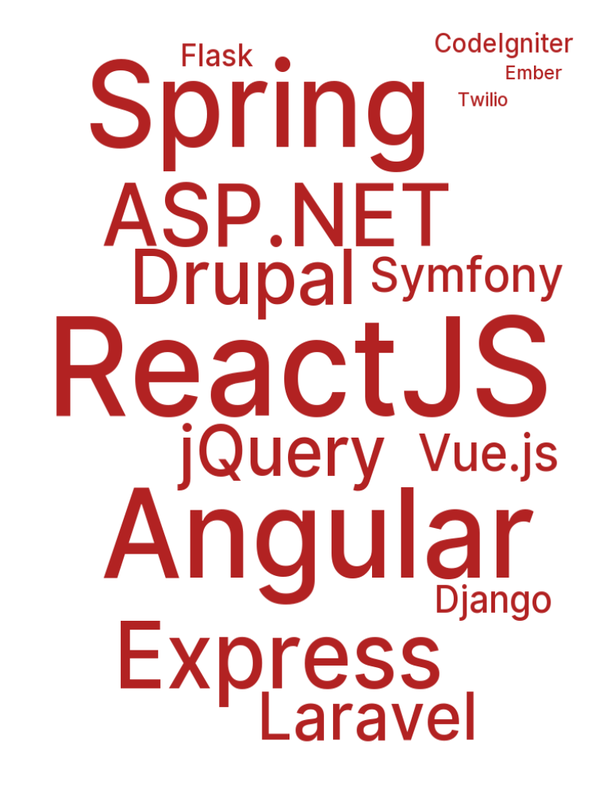 Flask
CodeIgniter
Ember
Twilio
Spring
ASP.NET
Drupal
Symfony
ReactJS
jQuery
Vue.js
Angular
Django
Express
Laravel